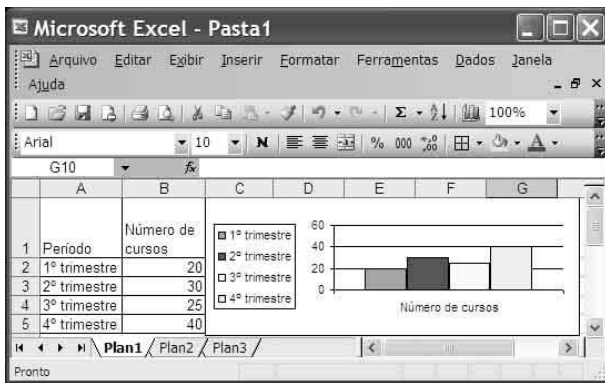 Microsoft Excel - Pasta1
Arquivo Editar Exibir Inserir Formatar Ferramentas Dados Janela
Ajuda
Σ 100%
Arial 10 N % 000 A
G10 fx
A B C D E F G
1 Período Número de cursos
2 1º trimestre 20
3 2º trimestre 30
4 3º trimestre 25
5 4º trimestre 40
1º trimestre
2º trimestre
3º trimestre
4º trimestre
60
40
20
0
Número de cursos
Plan1 Plan2 Plan3
Pronto